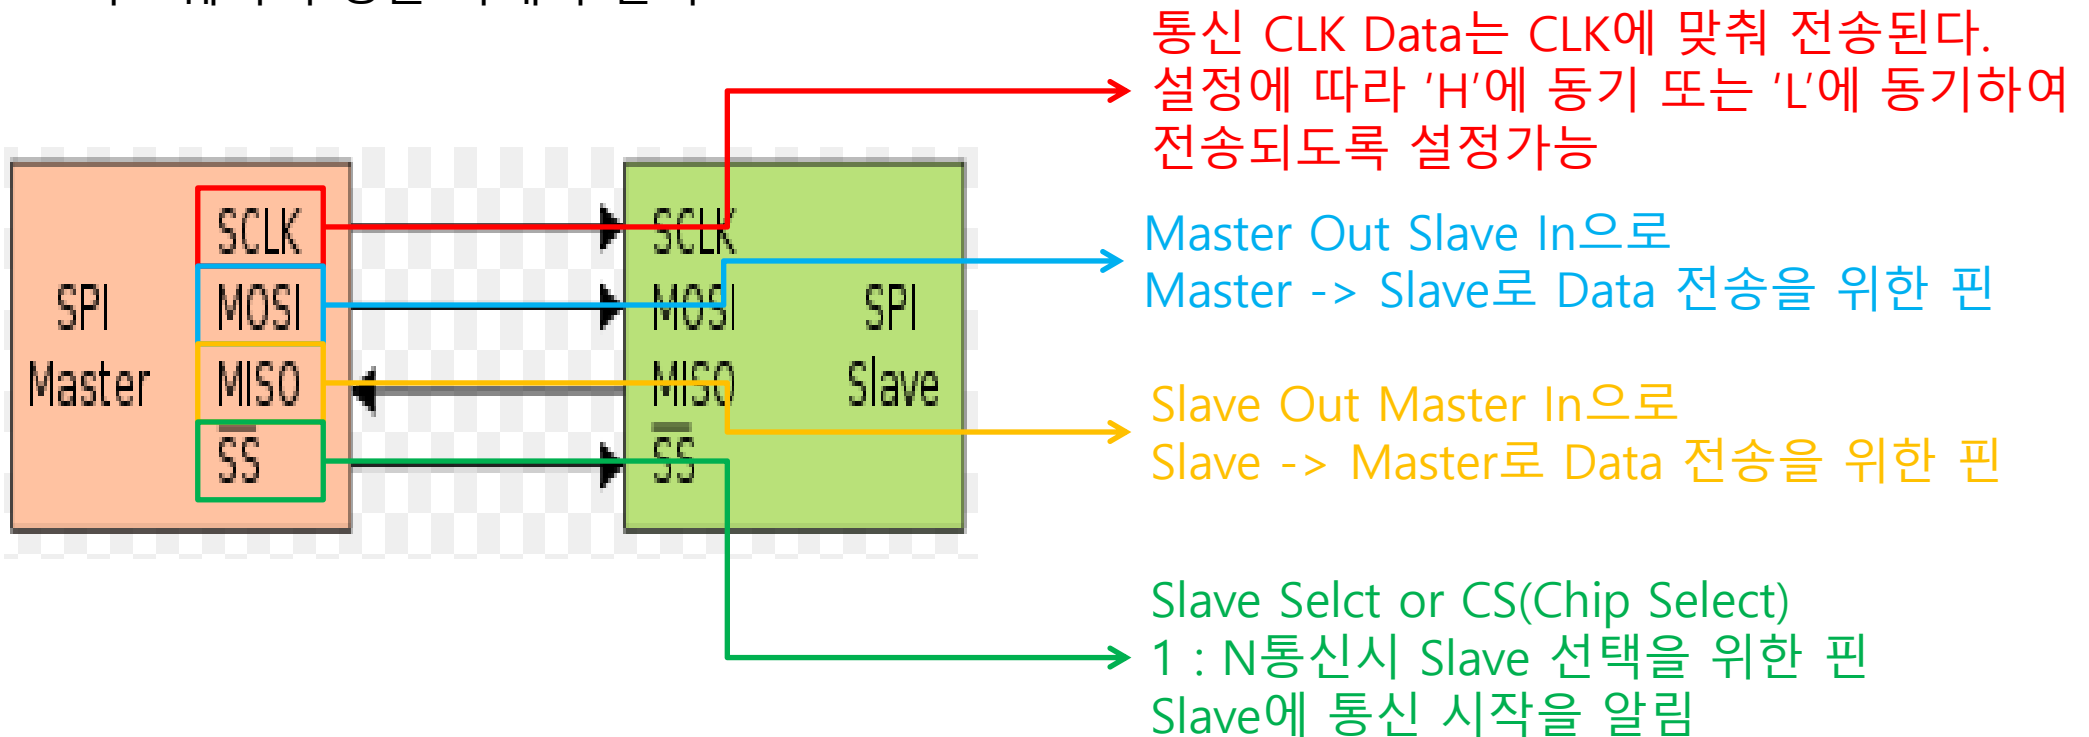 통신 CLK Data는 CLK에 맞춰 전송된다.
설정에 따라 ‘H’에 동기 또는 ‘L’에 동기하여
전송되도록 설정가능
SCLK
MOSI
MISO
SS
SPI
Master
SCLK
MOSI
MISO
SS
SPI
Slave
Master Out Slave In으로
Master -> Slave로 Data 전송을 위한 핀
Slave Out Master In으로
Slave -> Master로 Data 전송을 위한 핀
Slave Selct or CS(Chip Select)
1 : N통신시 Slave 선택을 위한 핀
Slave에 통신 시작을 알림